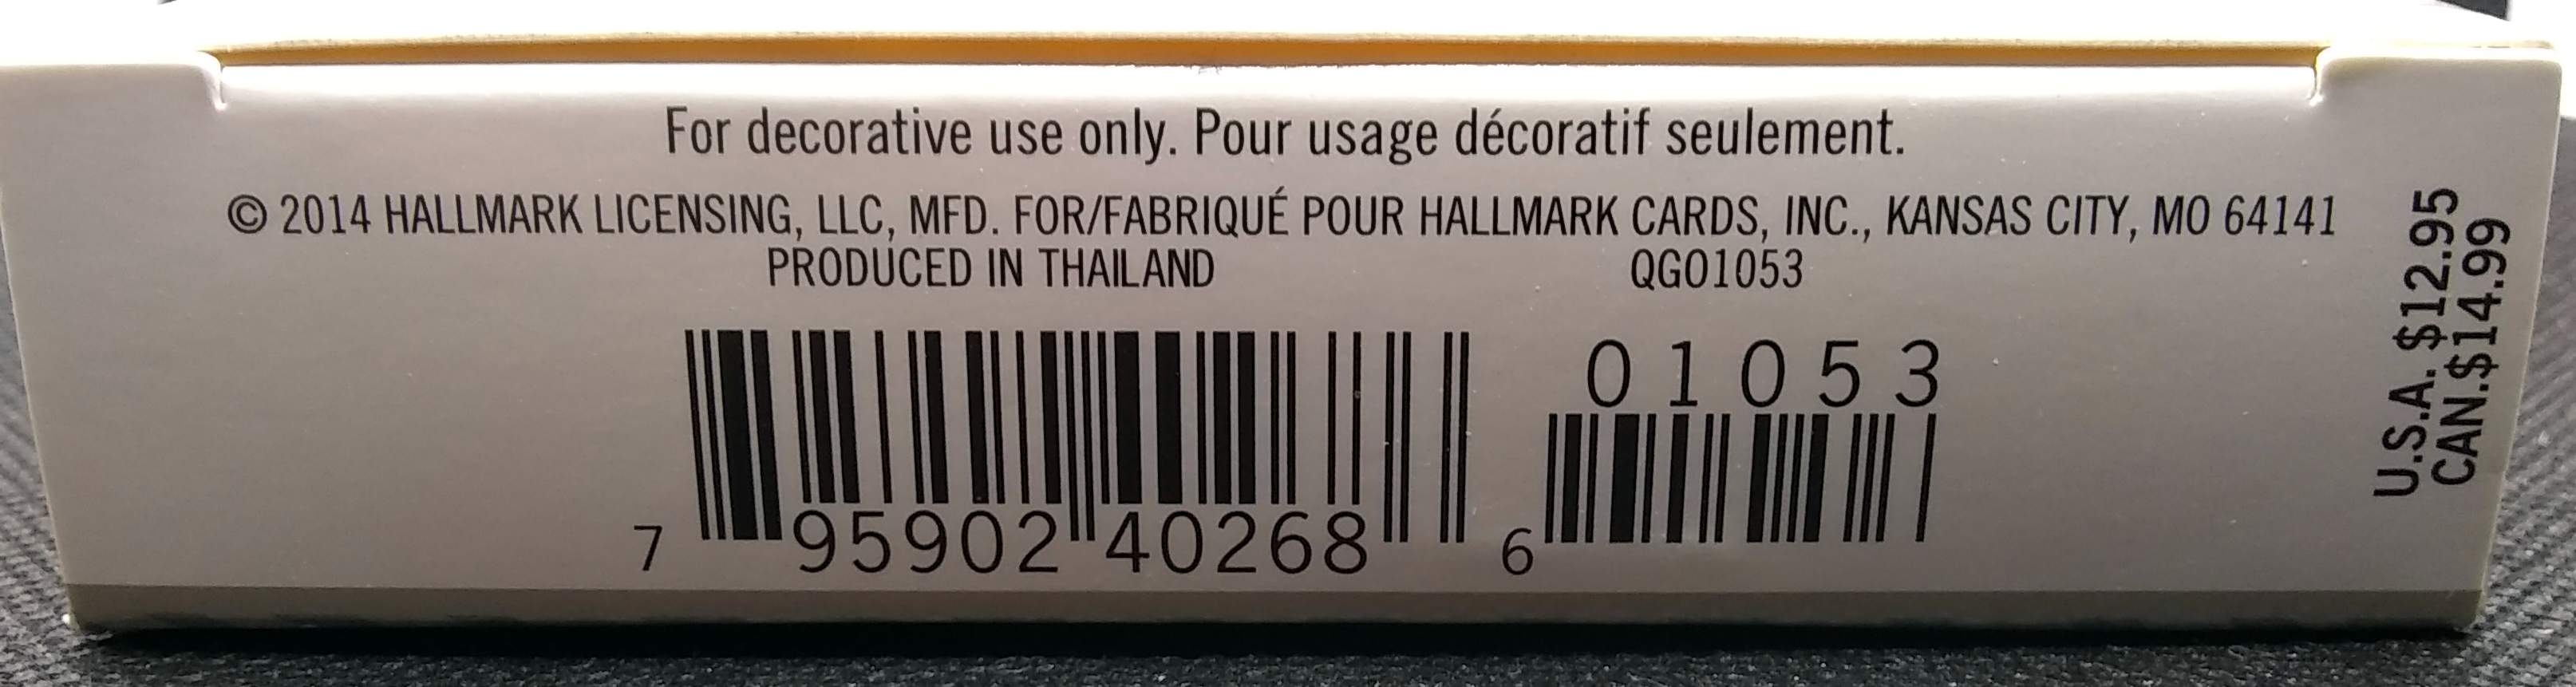 For decorative use only. Pour usage décoratif seulement.
© 2014 HALLMARK LICENSING, LLC, MFD. FOR/FABRIQUÉ POUR HALLMARK CARDS, INC., KANSAS CITY, MO 64141
PRODUCED IN THAILAND QGO1053
01053
7 95902 40268 6
U.S.A. $12.95
CAN.$14.99